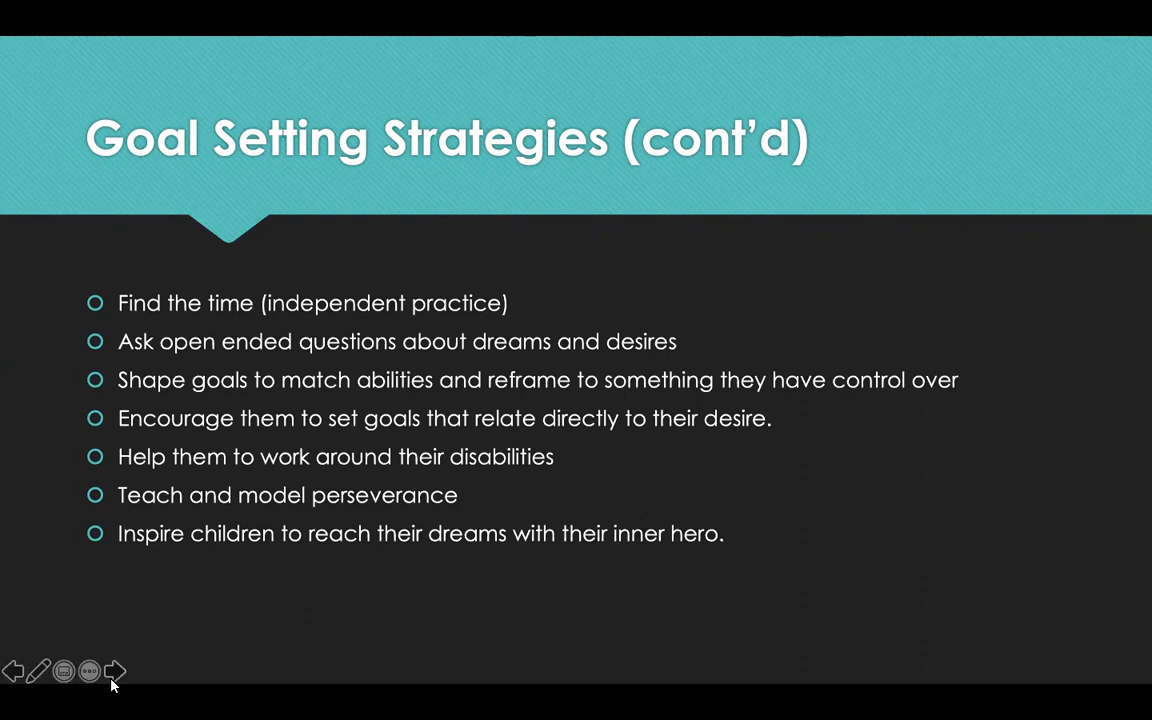 Goal Setting Strategies (cont’d)
Find the time (independent practice)
Ask open ended questions about dreams and desires
Shape goals to match abilities and reframe to something they have control over
Encourage them to set goals that relate directly to their desire.
Help them to work around their disabilities
Teach and model perseverance
Inspire children to reach their dreams with their inner hero.